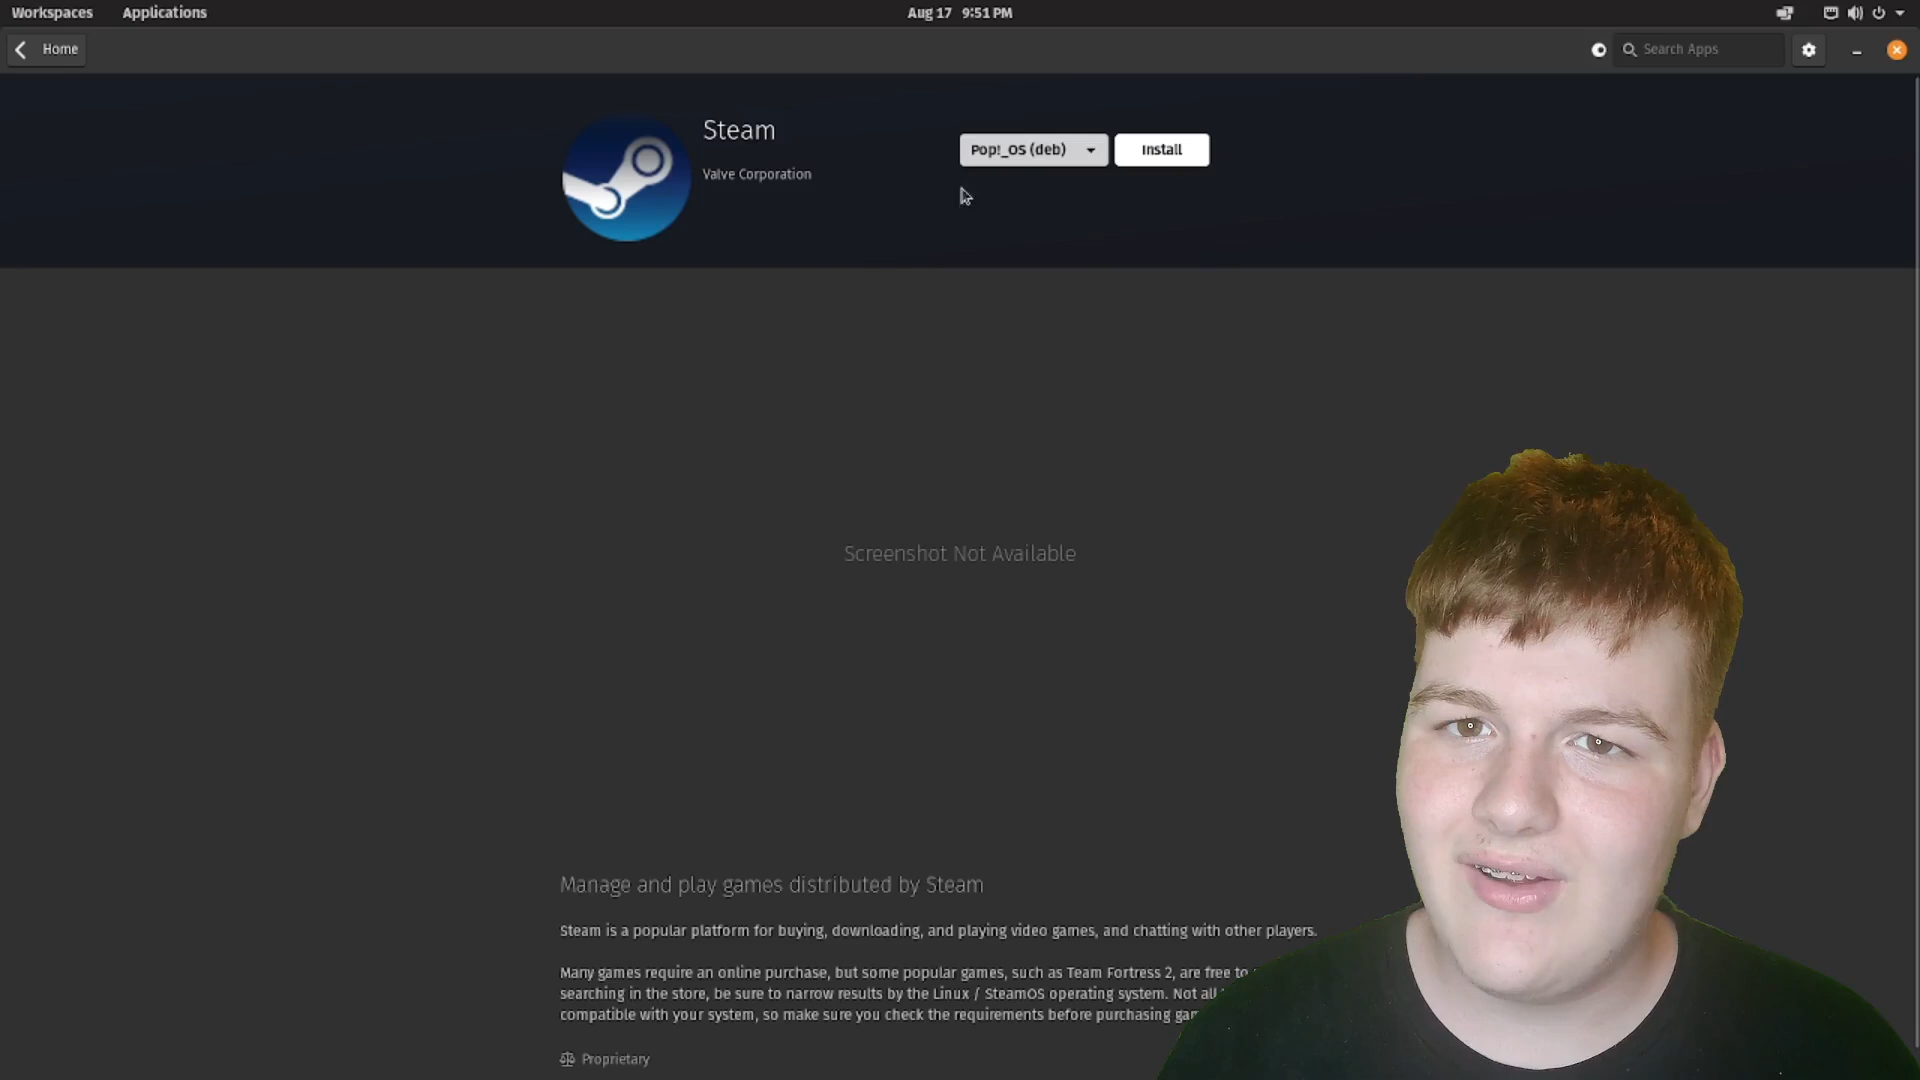 Workspaces Applications Aug 17 9:51 PM
Home Search Apps
Steam
Valve Corporation
Pop!_OS (deb) Install
Screenshot Not Available
Manage and play games distributed by Steam
Steam is a popular platform for buying, downloading, and playing video games, and chatting with other players.
Many games require an online purchase, but some popular games, such as Team Fortress 2, are free to
searching in the store, be sure to narrow results by the Linux / SteamOS operating system. Not all
compatible with your system, so make sure you check the requirements before purchasing
Proprietary